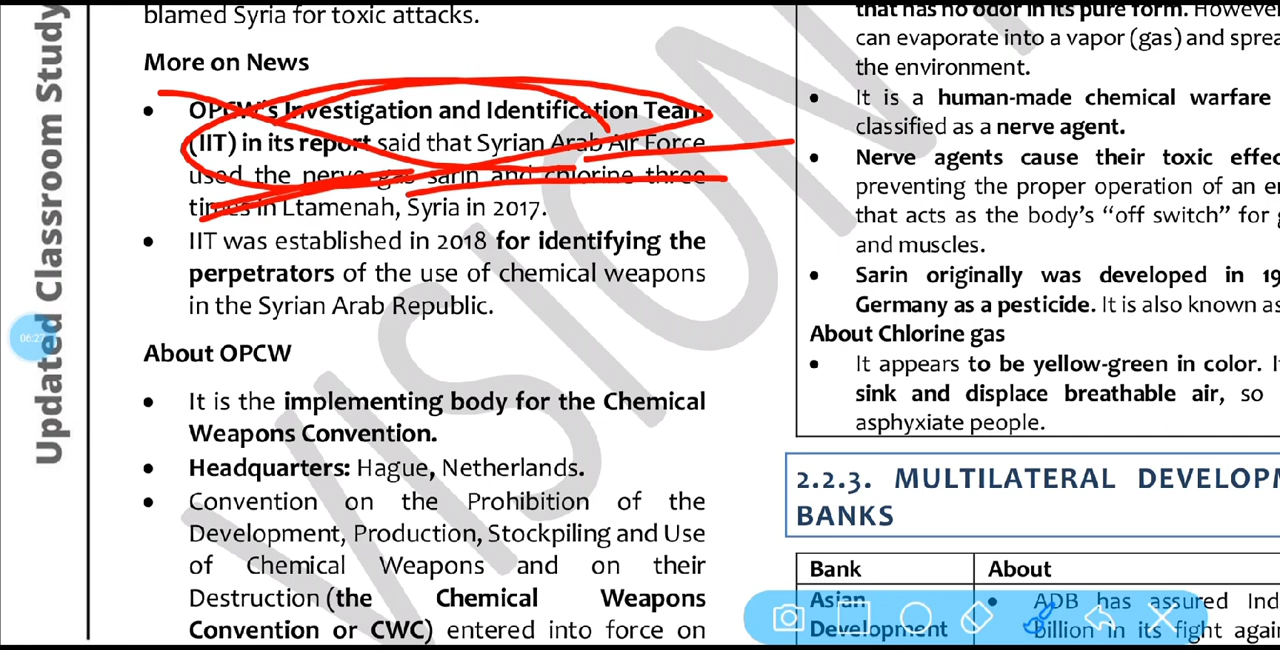 Updated Classroom Study
blamed Syria for toxic attacks.
More on News
• OPCW's Investigation and Identification Team
(IIT) in its report said that Syrian Arab Air Force
used the nerve gas sarin and chlorine three
times in Ltamenah, Syria in 2017.
• IIT was established in 2018 for identifying the
perpetrators of the use of chemical weapons
in the Syrian Arab Republic.
About OPCW
• It is the implementing body for the Chemical
Weapons Convention.
• Headquarters: Hague, Netherlands.
• Convention on the Prohibition of the
Development, Production, Stockpiling and Use
of Chemical Weapons and on their
Destruction (the Chemical Weapons
Convention or CWC) entered into force on
that has no odor in its pure form. However
can evaporate into a vapor (gas) and sprea
the environment.
• It is a human-made chemical warfare
classified as a nerve agent.
• Nerve agents cause their toxic effec
preventing the proper operation of an e
that acts as the body's "off switch" for
and muscles.
• Sarin originally was developed in 19
Germany as a pesticide. It is also known as
About Chlorine gas
• It appears to be yellow-green in color. I
sink and displace breathable air, so
asphyxiate people.
2.2.3. MULTILATERAL DEVELOPM
BANKS
Bank About
Asian • ADB has assured Ind
Development billion in its fight again
VISION